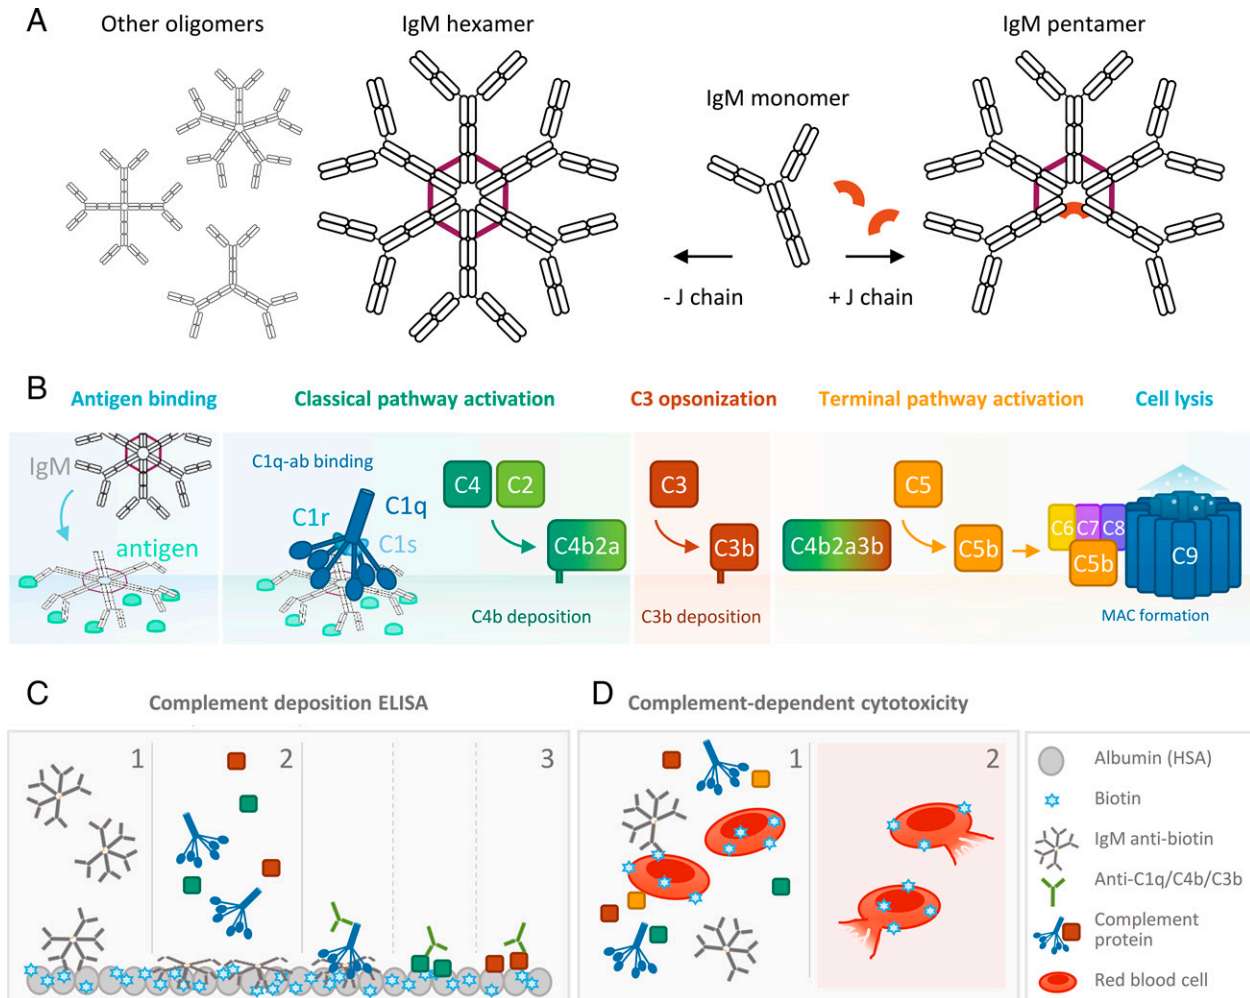 A
Other oligomers
IgM hexamer
IgM monomer
IgM pentamer
- J chain
+ J chain
B
Antigen binding
Classical pathway activation
C3 opsonization
Terminal pathway activation
Cell lysis
IgM
antigen
C1q-ab binding
C1r
C1q
C1s
C4
C2
C4b2a
C4b deposition
C3
C3b
C3b deposition
C4b2a3b
C5
C5b
C6
C7
C8
C5b
C9
MAC formation
C
Complement deposition ELISA
1
2
3
D
Complement-dependent cytotoxicity
1
2
Albumin (HSA)
Biotin
IgM anti-biotin
Anti-C1q/C4b/C3b
Complement
protein
Red blood cell